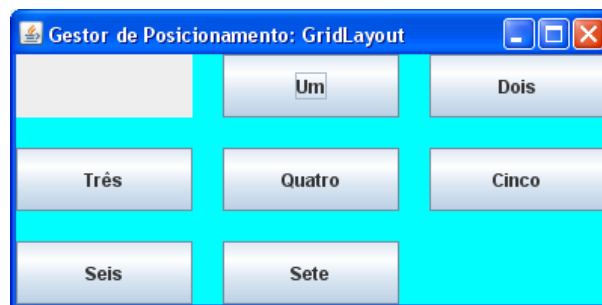 Gestor de Posicionamento: GridLayout
Um Dois
Três Quatro Cinco
Seis Sete